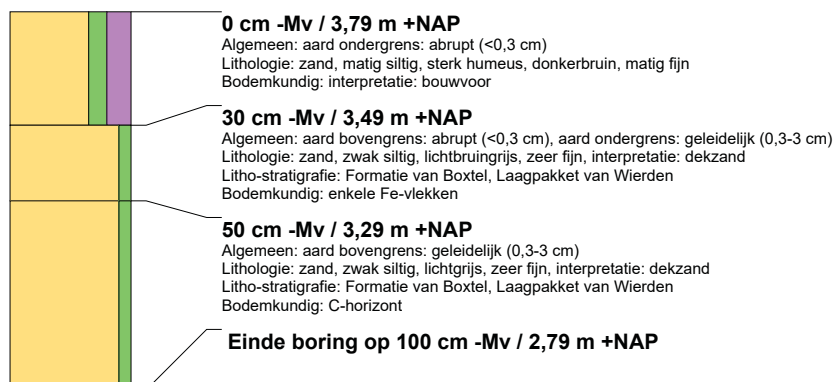 0 cm -Mv / 3,79 m +NAP
Algemeen: aard ondergrens: abrupt (<0,3 cm)
Lithologie: zand, matig siltig, sterk humeus, donkerbruin, matig fijn
Bodemkundig: interpretatie: bouwvoor
30 cm -Mv / 3,49 m +NAP
Algemeen: aard bovengrens: abrupt (<0,3 cm), aard ondergrens: geleidelijk (0,3-3 cm)
Lithologie: zand, zwak siltig, lichtbruingrijs, zeer fijn, interpretatie: dekzand
Litho-stratigrafie: Formatie van Boxtel, Laagpakket van Wierden
Bodemkundig: enkele Fe-vlekken
50 cm -Mv / 3,29 m +NAP
Algemeen: aard bovengrens: geleidelijk (0,3-3 cm)
Lithologie: zand, zwak siltig, lichtgrijs, zeer fijn, interpretatie: dekzand
Litho-stratigrafie: Formatie van Boxtel, Laagpakket van Wierden
Bodemkundig: C-horizont
Einde boring op 100 cm -Mv / 2,79 m +NAP